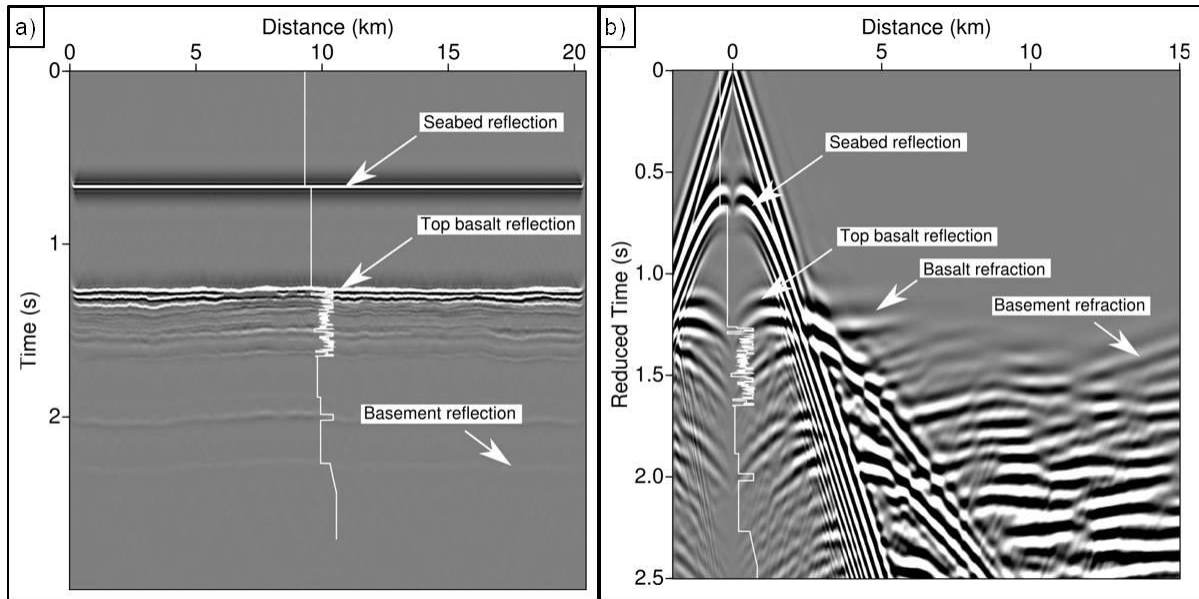 a)
Distance (km)
0 5 10 15 20
0
1
2
Time (s)
Seabed reflection
Top basalt reflection
Basement reflection
b)
Distance (km)
0 5 10 15
0
0.5
1.0
1.5
2.0
2.5
Reduced Time (s)
Seabed reflection
Top basalt reflection
Basalt refraction
Basement refraction